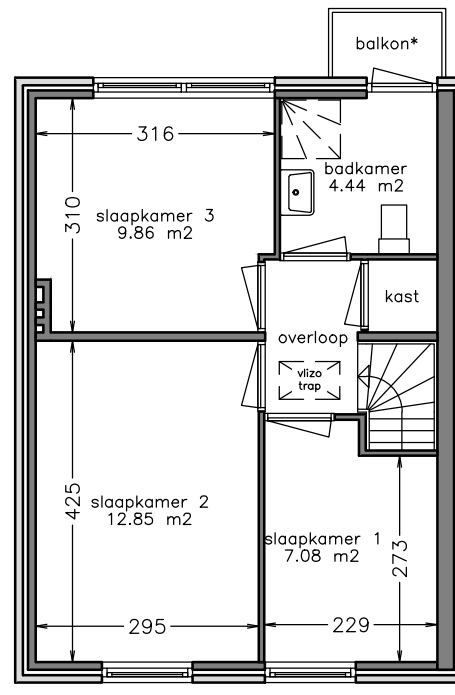 balkon*
316
badkamer
4.44 m2
310
slaapkamer 3
9.86 m2
kast
overloop
vlizo
trap
425
slaapkamer 2
12.85 m2
slaapkamer 1
7.08 m2
273
295
229